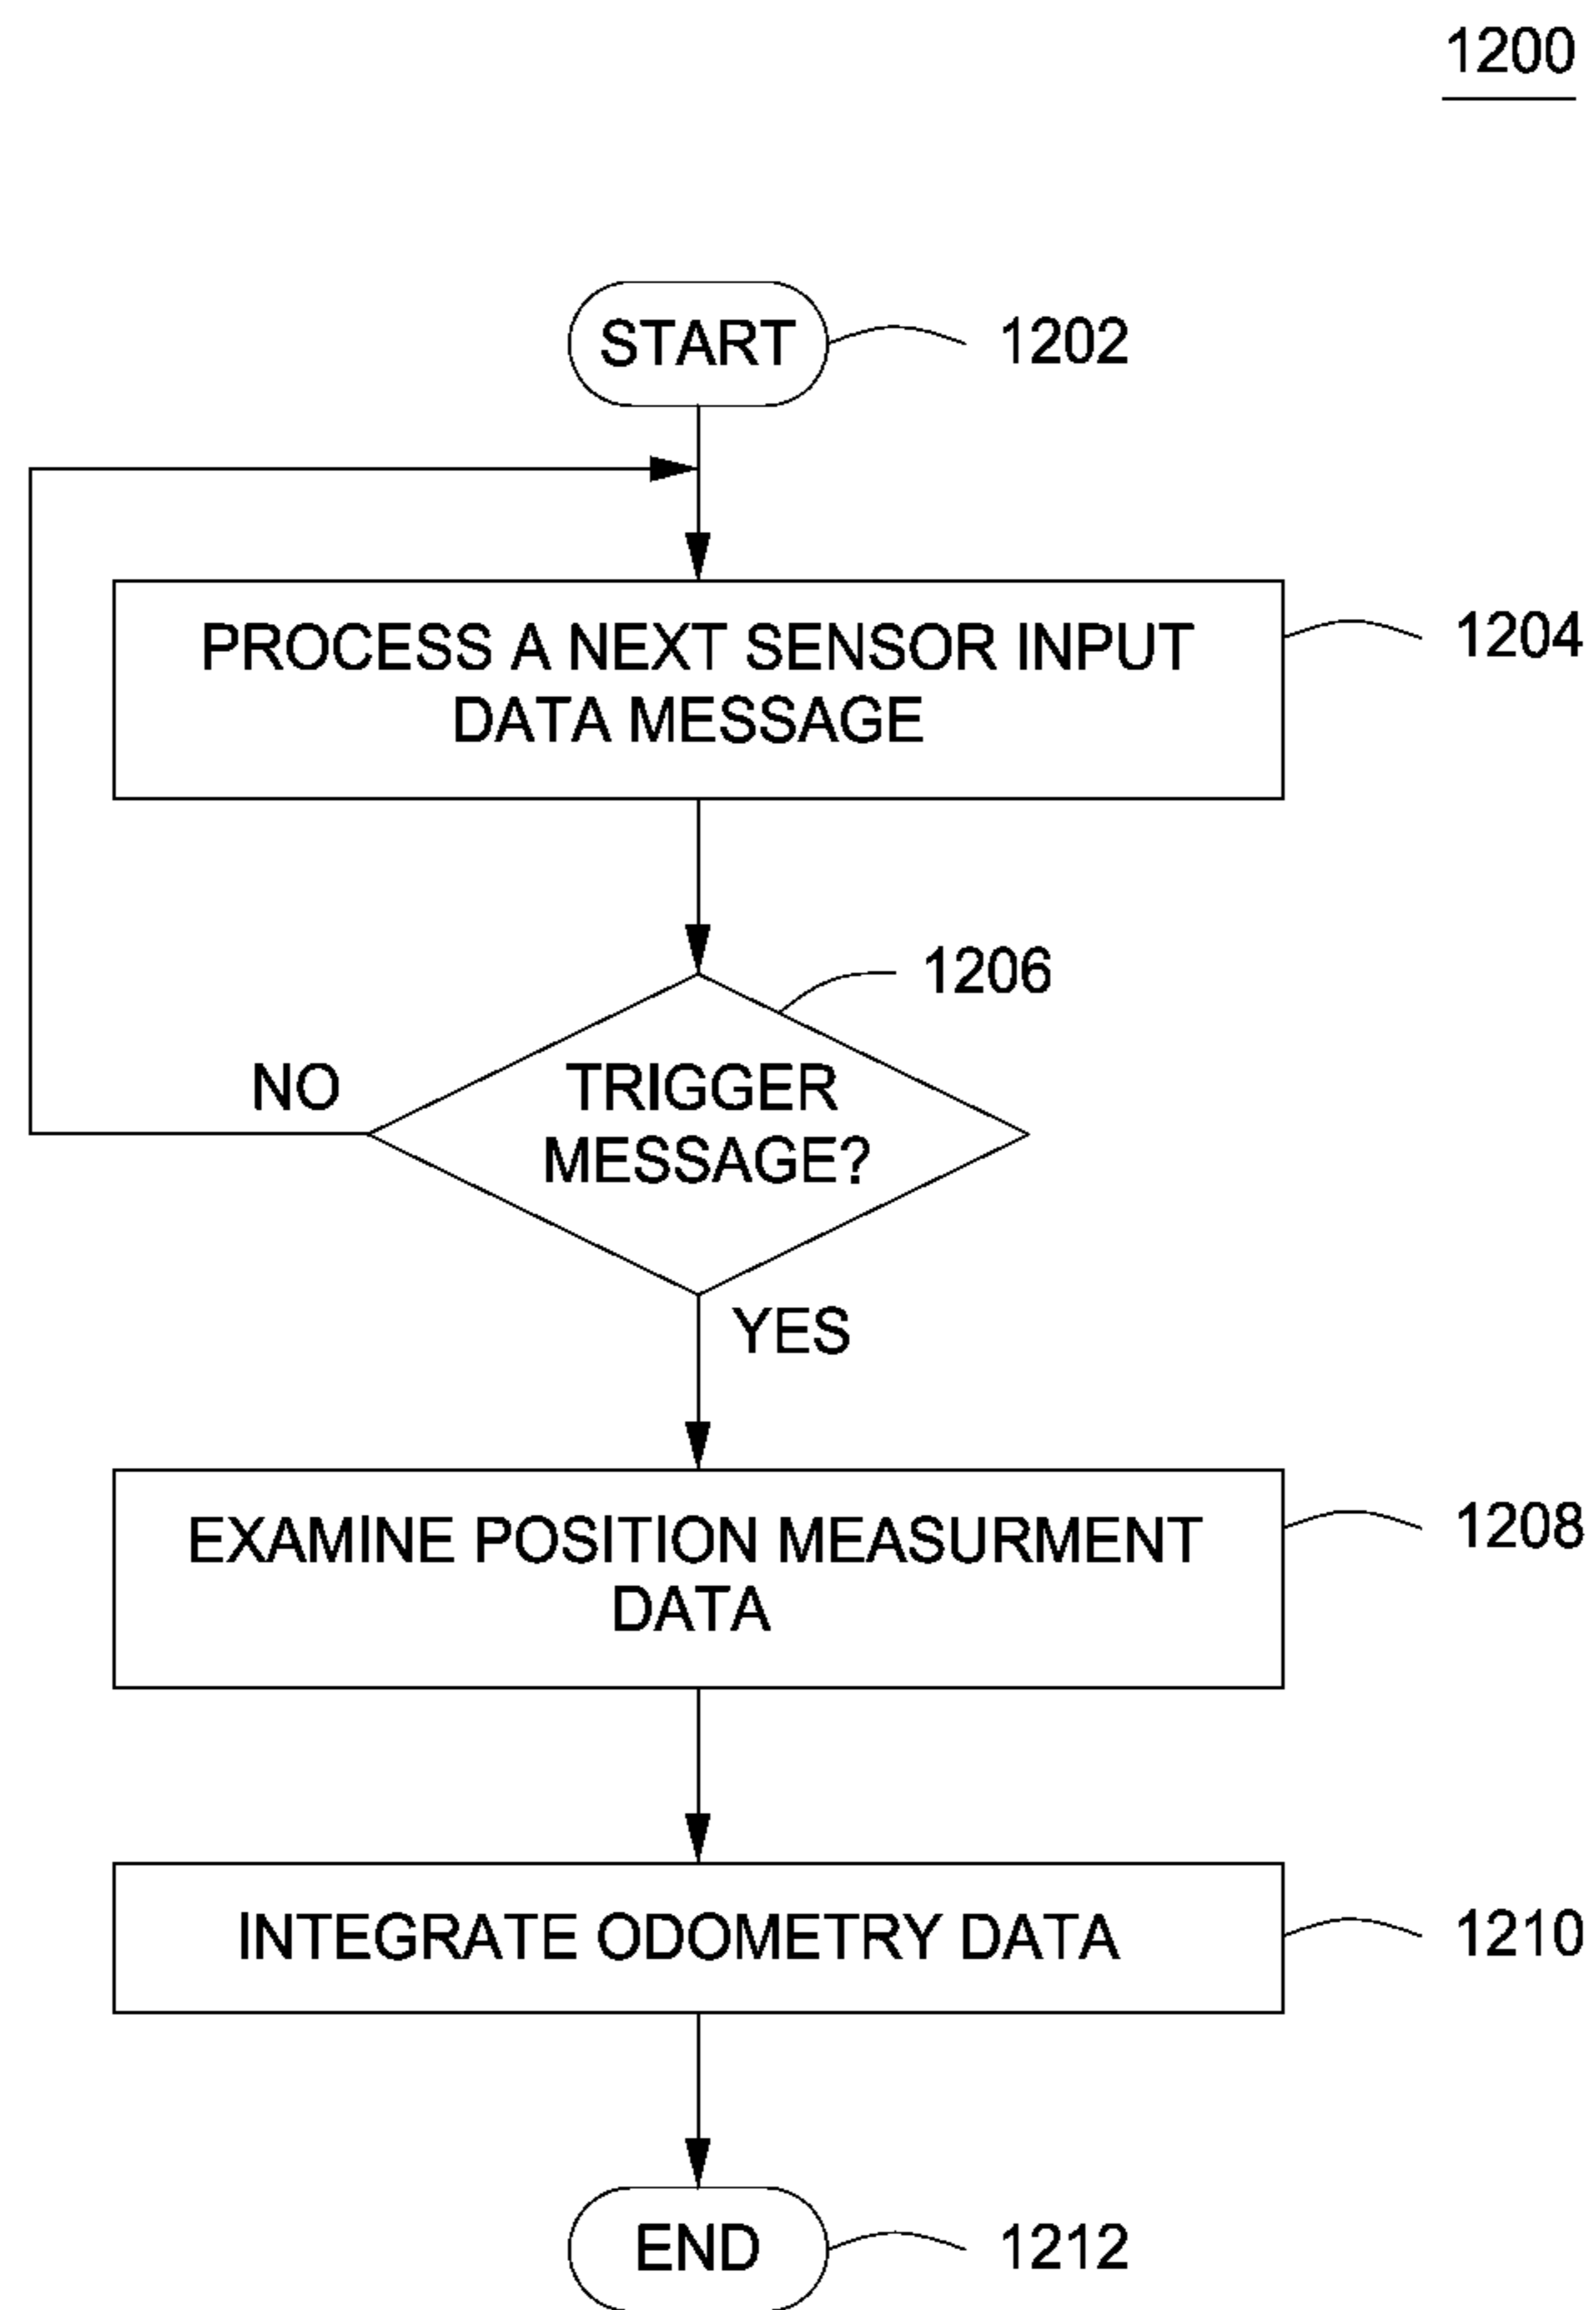 1200
START
1202
PROCESS A NEXT SENSOR INPUT
DATA MESSAGE
1204
1206
NO
TRIGGER
MESSAGE?
YES
EXAMINE POSITION MEASURMENT
DATA
1208
INTEGRATE ODOMETRY DATA
1210
END
1212